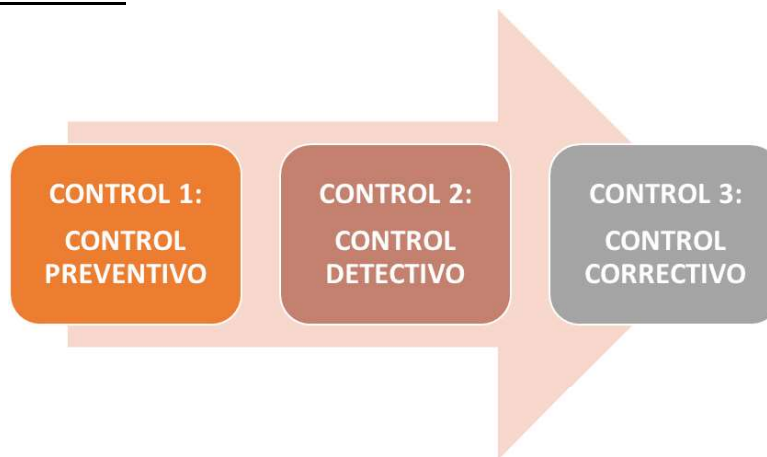 CONTROL 1:
CONTROL
PREVENTIVO
CONTROL 2:
CONTROL
DETECTIVO
CONTROL 3:
CONTROL
CORRECTIVO